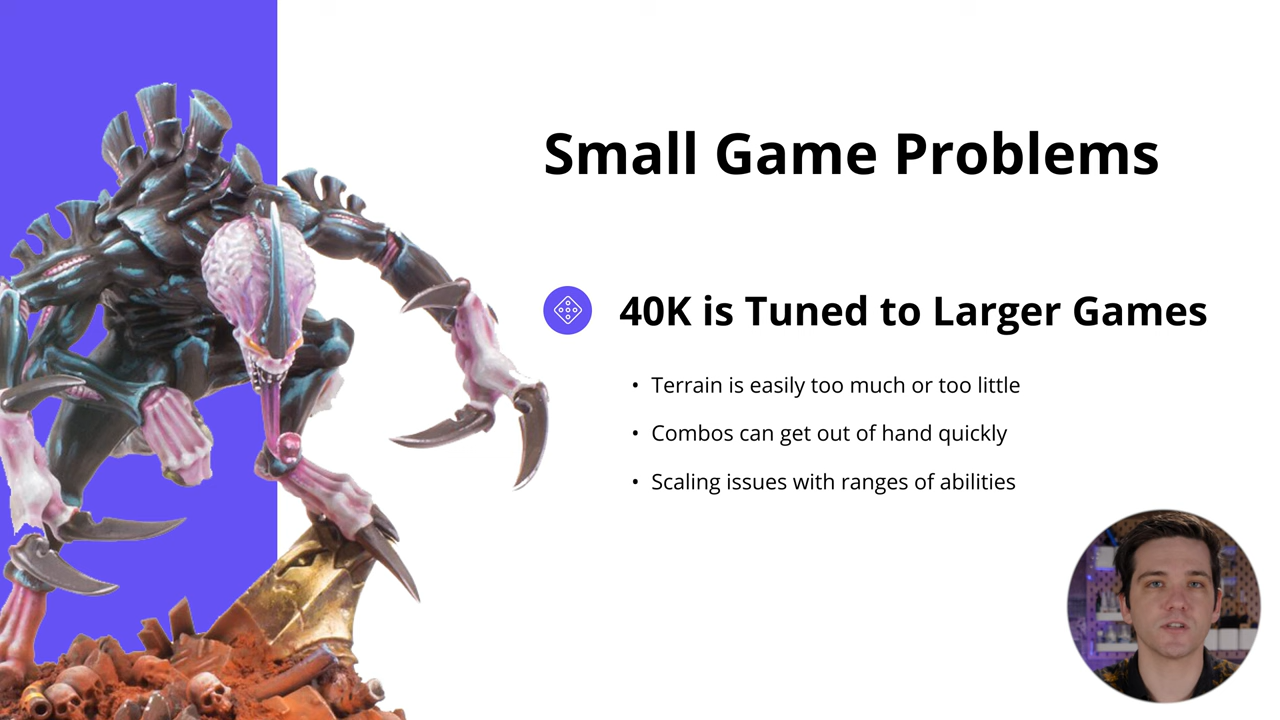 Small Game Problems
40K is Tuned to Larger Games
• Terrain is easily too much or too little
• Combos can get out of hand quickly
• Scaling issues with ranges of abilities